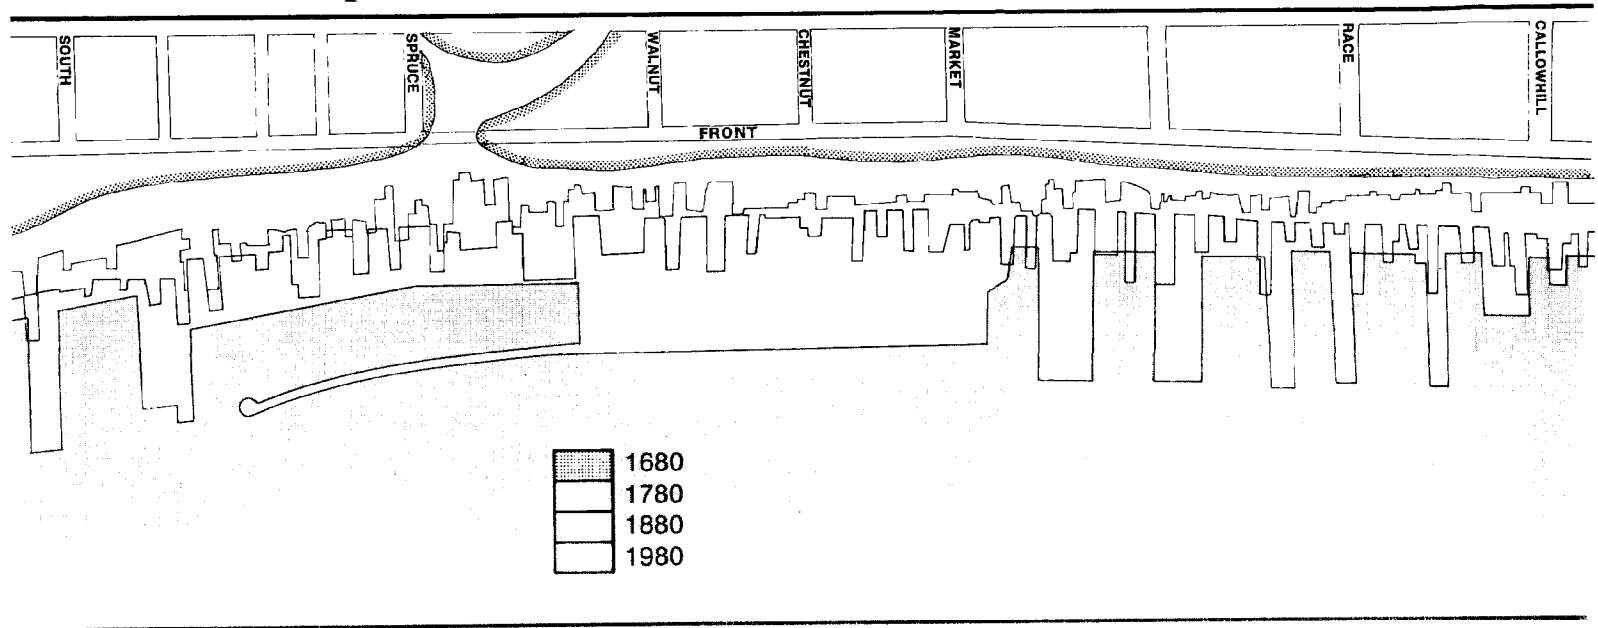 SOUTH
SPRUCE
WALNUT
CHESTNUT
MARKET
RACE
CALLOWHILL
FRONT
1680
1780
1880
1980